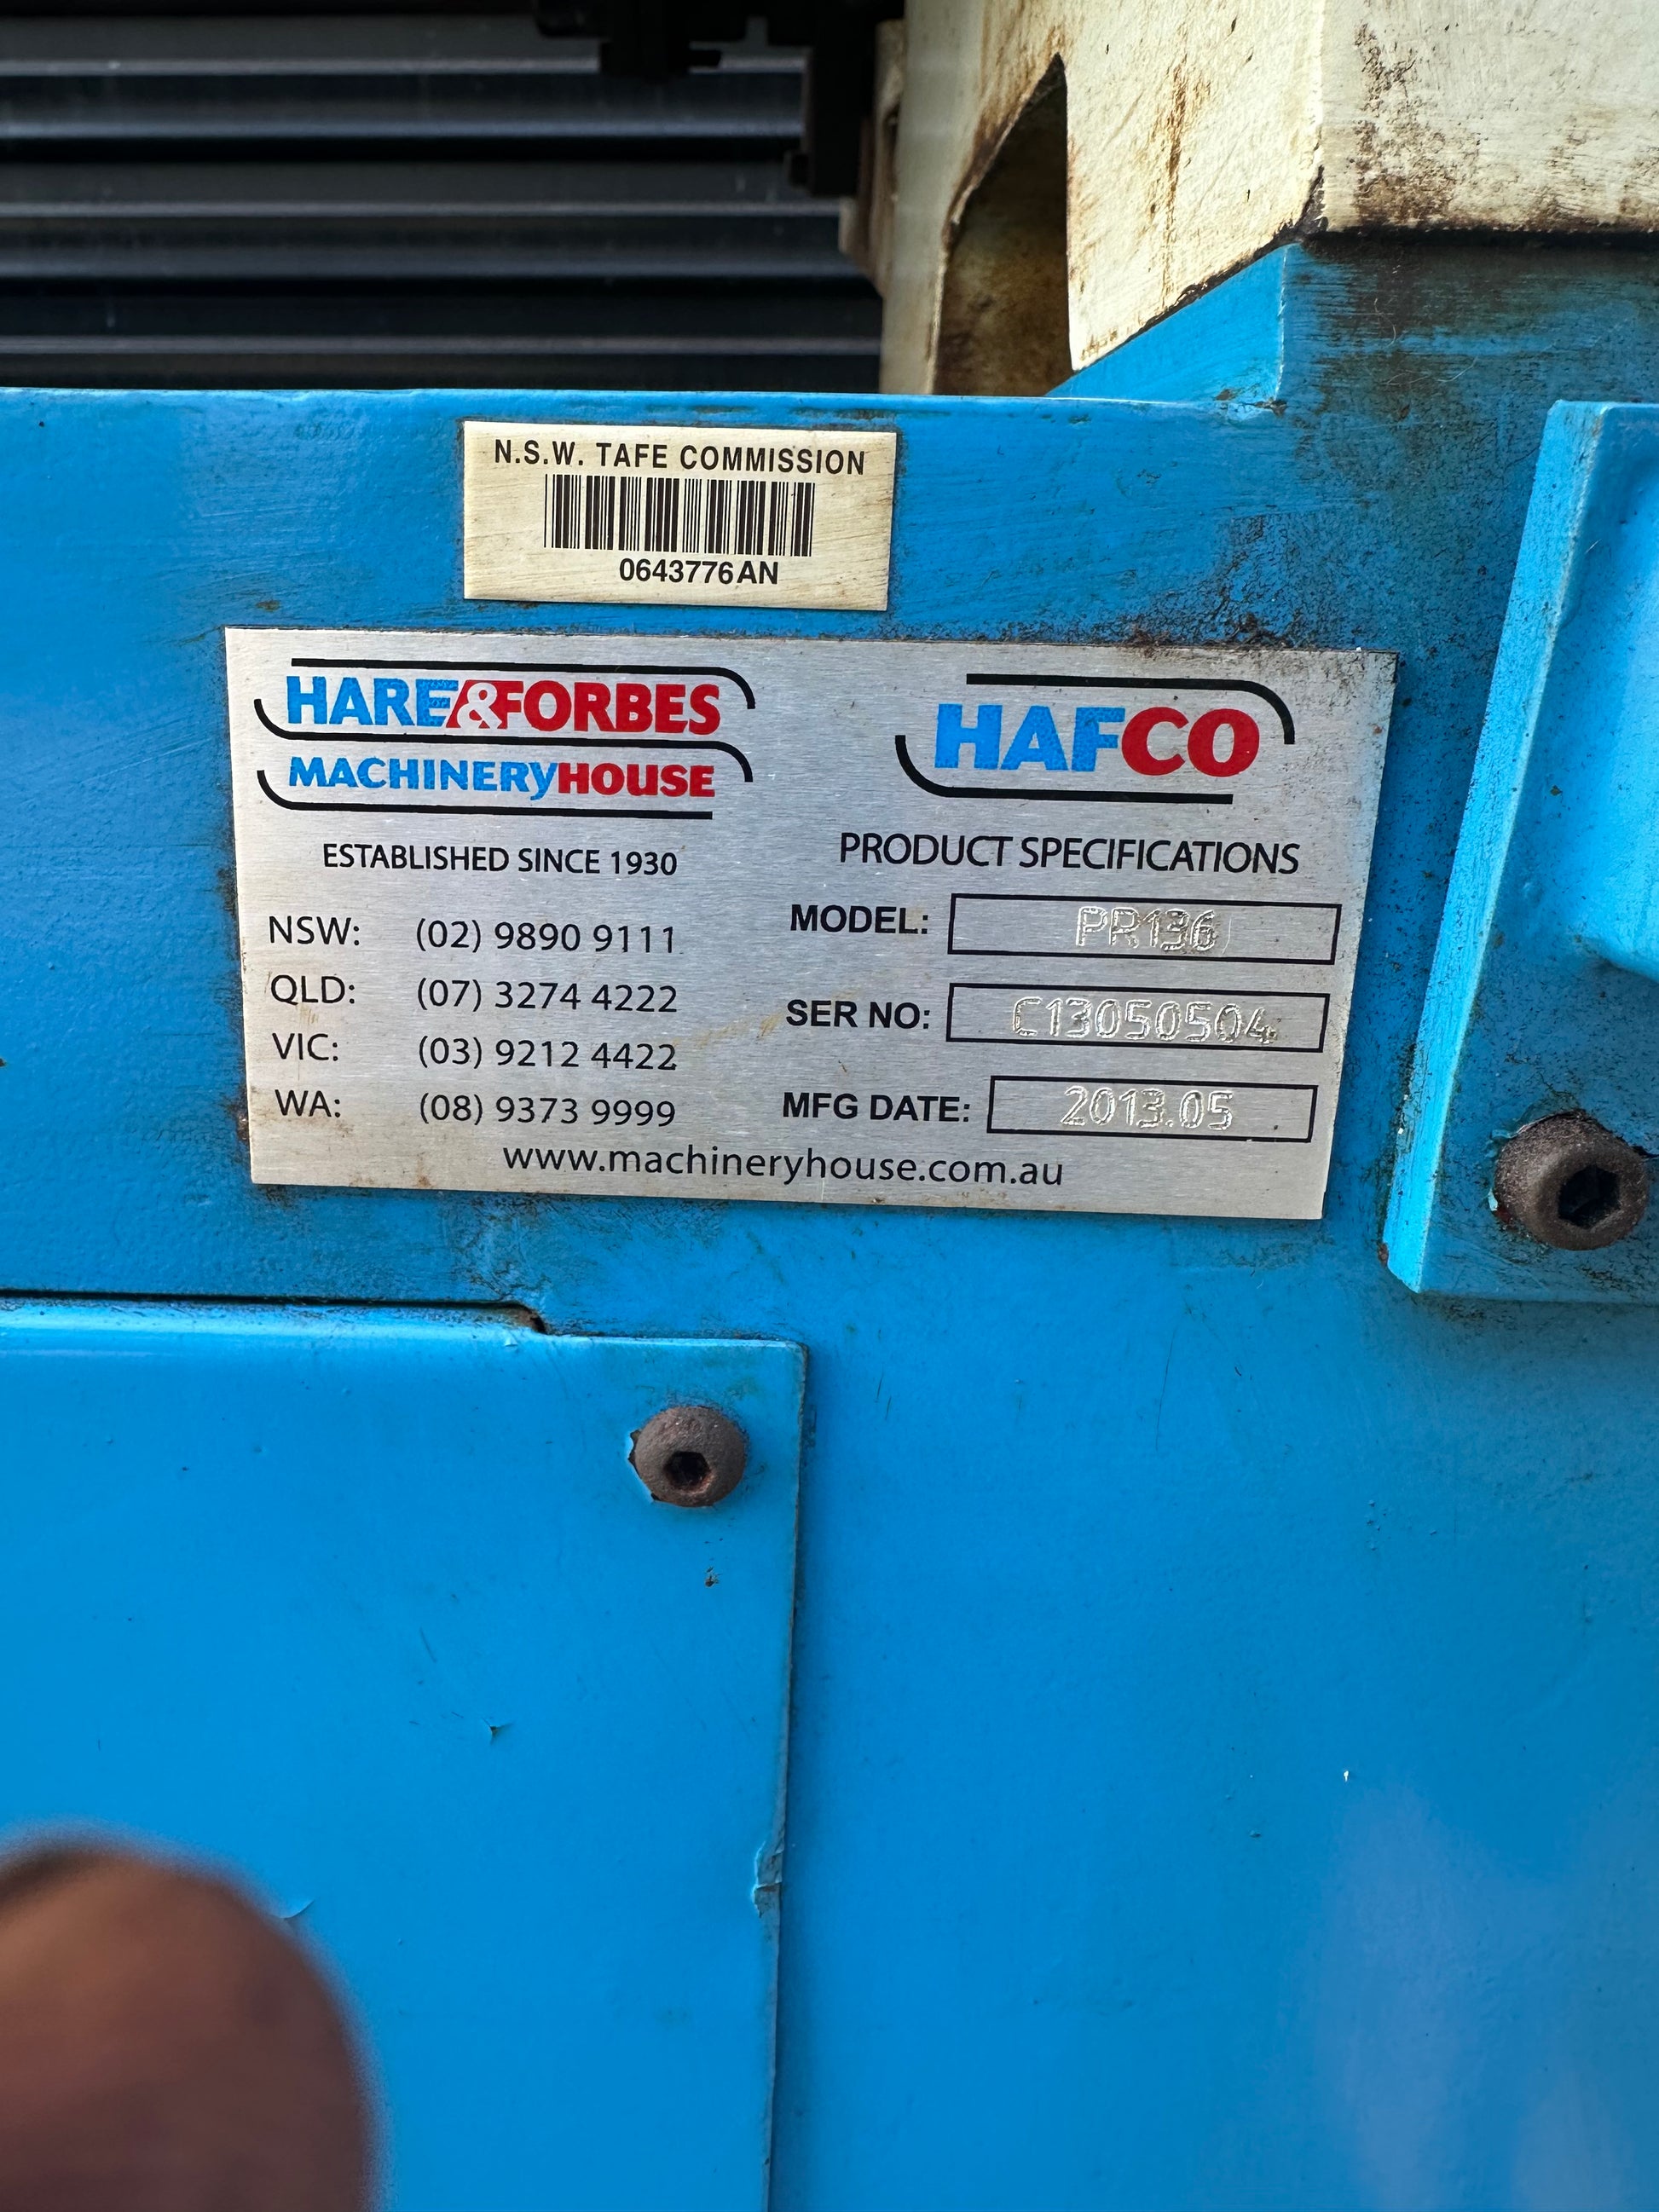 N.S.W. TAFE COMMISSION
0643776AN
HARE&FORBES
MACHINERYHOUSE
ESTABLISHED SINCE 1930
NSW: (02) 9890 9111
QLD: (07) 3274 4222
VIC: (03) 9212 4422
WA: (08) 9373 9999
HAFCO
PRODUCT SPECIFICATIONS
MODEL: PR136
SER NO: C13050504
MFG DATE: 2013.05
www.machineryhouse.com.au